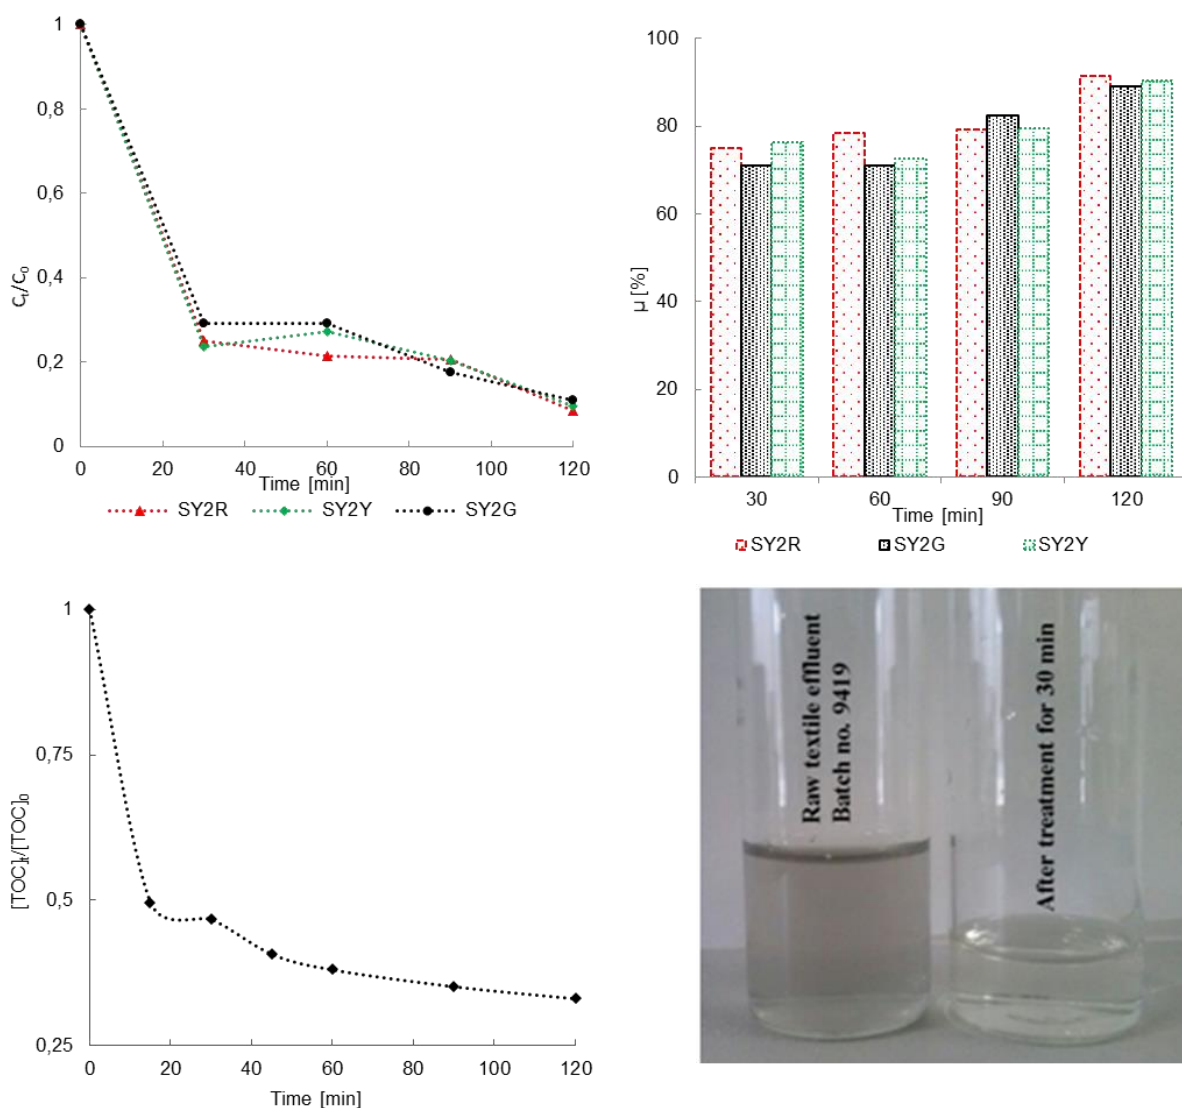 1
0,8
0,6
0,4
0,2
0
Ct/Co
0 20 40 60 80 100 120
Time [min]
SY2R SY2Y SY2G
100
80
60
40
20
0
µ [%]
30 60 90 120
Time [min]
SY2R SY2G SY2Y
1
0,75
0,5
0,25
[TOC]t/[TOC]0
0 20 40 60 80 100 120
Time [min]
Raw textile effluent
Batch no. 9419
After treatment for 30 min